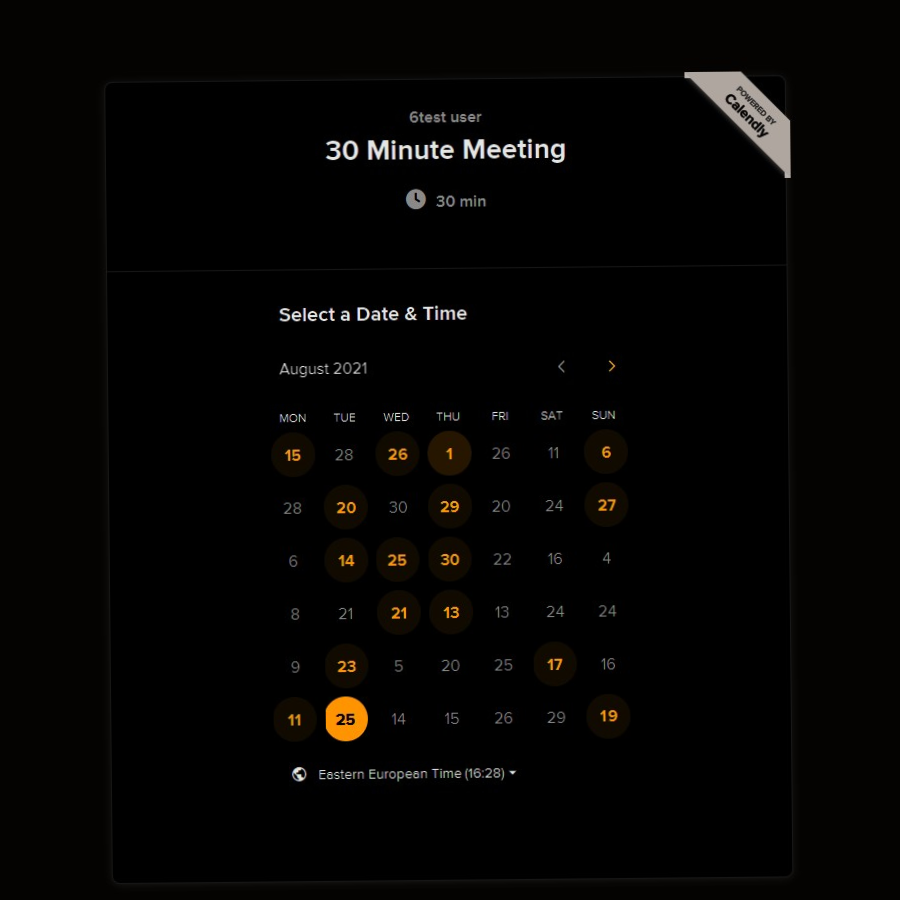 POWERED BY
Calendly
6test user
30 Minute Meeting
30 min
Select a Date & Time
August 2021
MON TUE WED THU FRI SAT SUN
15 28 26 1 26 11 6
28 20 30 29 20 24 27
6 14 25 30 22 16 4
8 21 21 13 13 24 24
9 23 5 20 25 17 16
11 25 14 15 26 29 19
Eastern European Time (16:28)